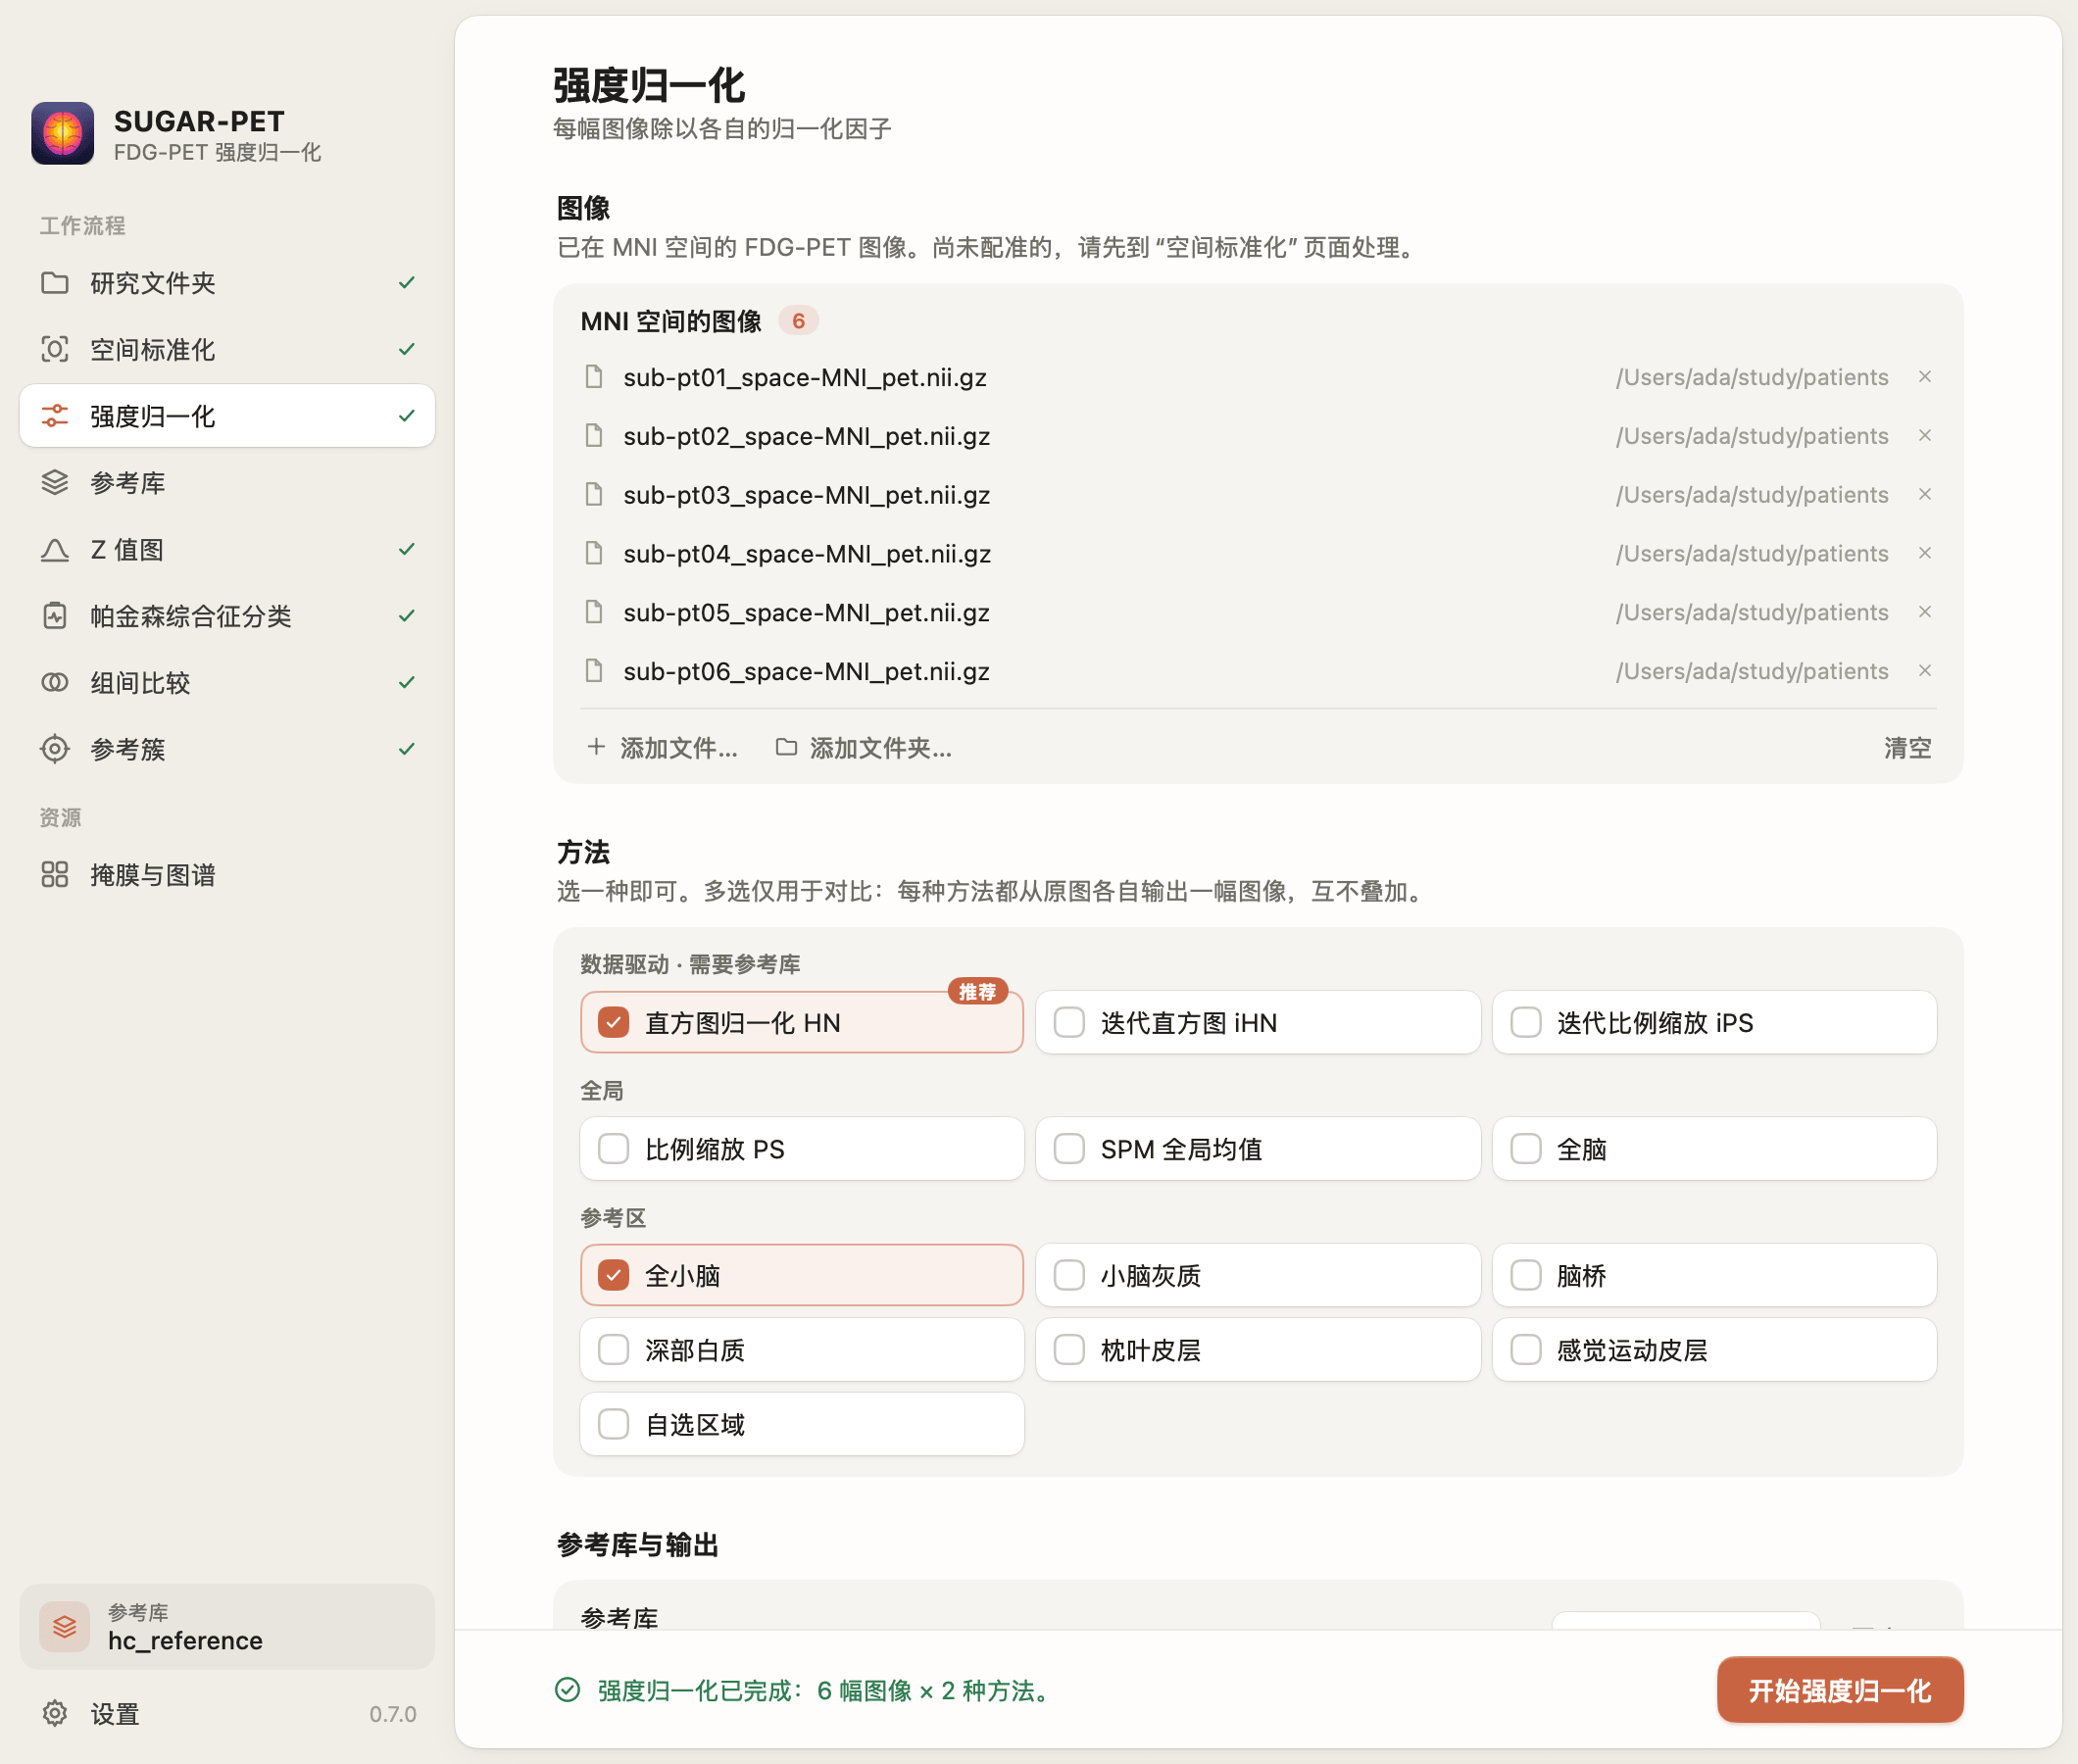 SUGAR-PET
FDG-PET 强度归一化
工作流程
研究文件夹
空间标准化
强度归一化
参考库
Z 值图
帕金森综合征分类
组间比较
参考簇
资源
掩膜与图谱
参考库
hc_reference
设置
0.7.0
强度归一化
每幅图像除以各自的归一化因子
图像
已在 MNI 空间的 FDG-PET 图像。尚未配准的，请先到“空间标准化”页面处理。
MNI 空间的图像 6
sub-pt01_space-MNI_pet.nii.gz /Users/ada/study/patients ×
sub-pt02_space-MNI_pet.nii.gz /Users/ada/study/patients ×
sub-pt03_space-MNI_pet.nii.gz /Users/ada/study/patients ×
sub-pt04_space-MNI_pet.nii.gz /Users/ada/study/patients ×
sub-pt05_space-MNI_pet.nii.gz /Users/ada/study/patients ×
sub-pt06_space-MNI_pet.nii.gz /Users/ada/study/patients ×
+ 添加文件... 添加文件夹... 清空
方法
选一种即可。多选仅用于对比：每种方法都从原图各自输出一幅图像，互不叠加。
数据驱动 · 需要参考库
推荐
直方图归一化 HN 迭代直方图 iHN 迭代比例缩放 iPS
全局
比例缩放 PS SPM 全局均值 全脑
参考区
全小脑 小脑灰质 脑桥
深部白质 枕叶皮层 感觉运动皮层
自选区域
参考库与输出
参考库
强度归一化已完成：6 幅图像 × 2 种方法。
开始强度归一化